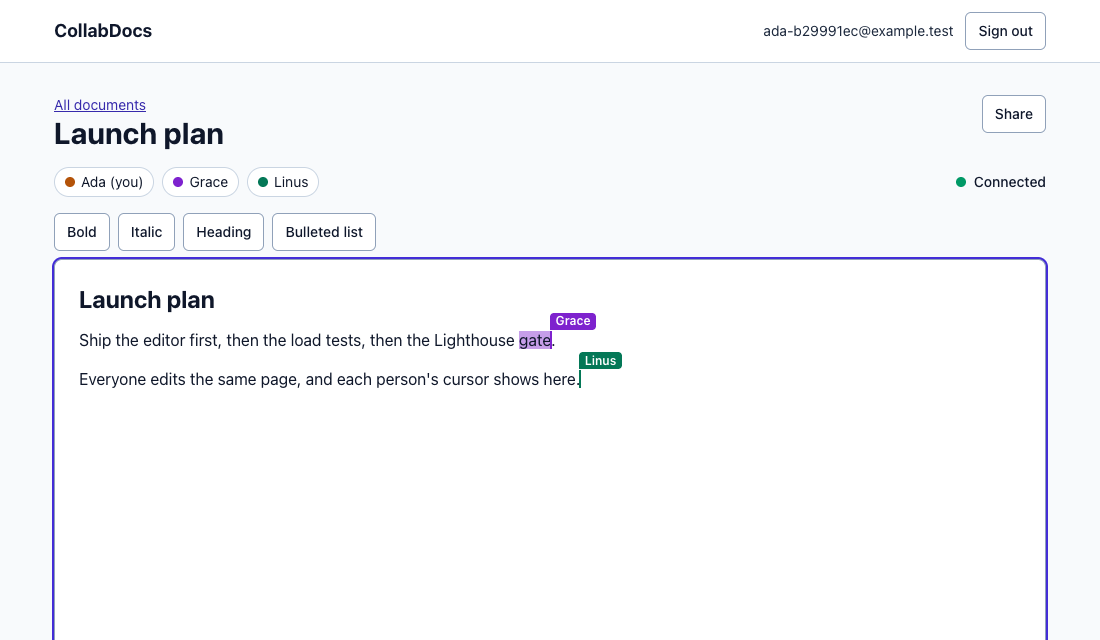 CollabDocs
ada-b29991ec@example.test
Sign out
All documents
Launch plan
Share
Ada (you)
Grace
Linus
Connected
Bold
Italic
Heading
Bulleted list
Launch plan
Grace
Ship the editor first, then the load tests, then the Lighthouse gate.
Linus
Everyone edits the same page, and each person's cursor shows here.